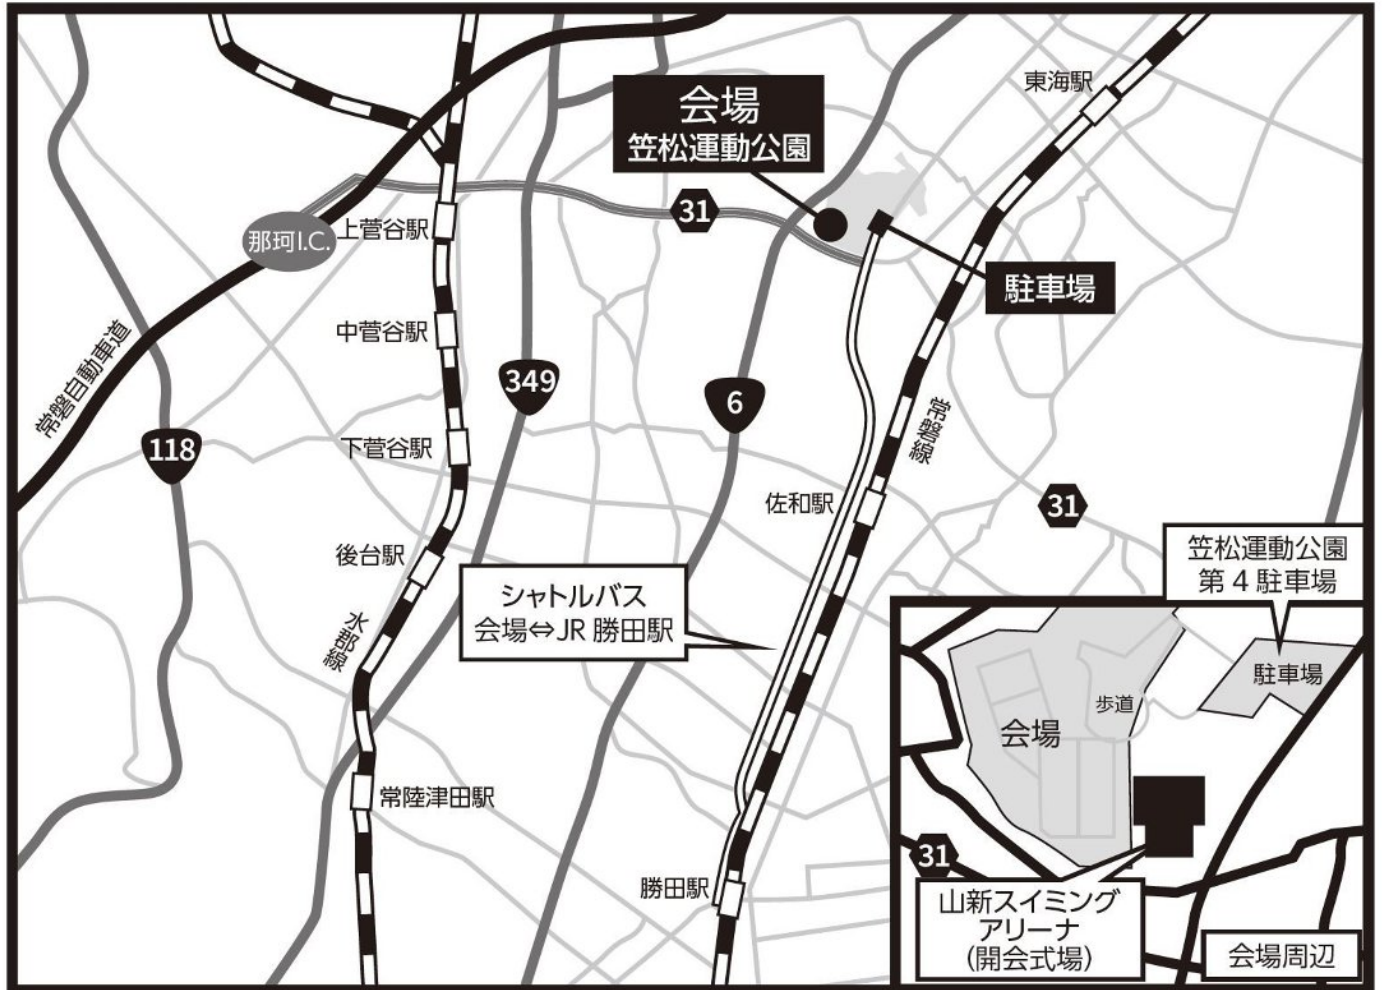 東海駅
会場
笠松運動公園
31
那珂I.C.
上菅谷駅
駐車場
中菅谷駅
常磐自動車道
349
6
118
下菅谷駅
常磐線
佐和駅
31
後台駅
シャトルバス
会場⇔JR 勝田駅
水郡線
常陸津田駅
勝田駅
笠松運動公園
第4駐車場
駐車場
歩道
会場
31
山新スイミング
アリーナ
(開会式場)
会場周辺